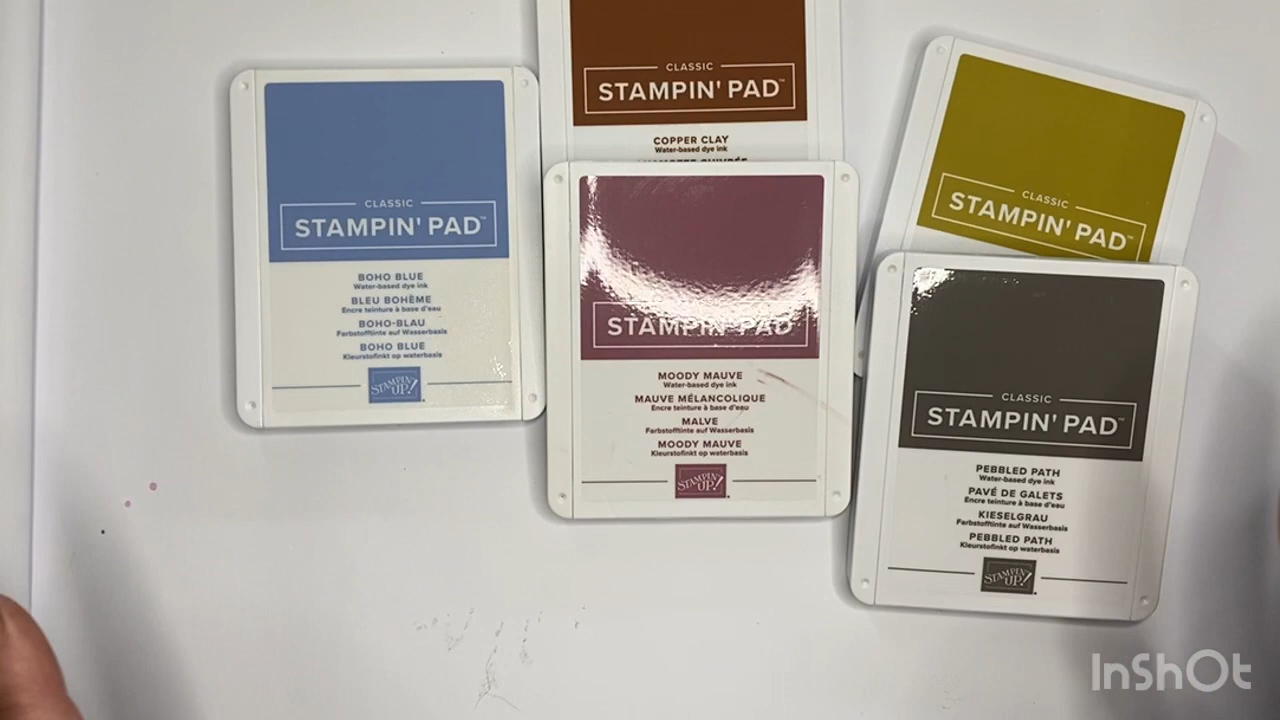 CLASSIC
STAMPIN' PAD™
BOHO BLUE
Water-based dye ink
BLEU BOHÈME
Encre teinture à base d'eau
BOHO-BLAU
Farbstofftinte auf Wasserbasis
BOHO BLUE
Kleurstofinkt op waterbasis
STAMPIN'
UP!
CLASSIC
STAMPIN' PAD™
COPPER CLAY
Water-based dye ink
STAMPIN' PAD
MOODY MAUVE
Water-based dye ink
MAUVE MÉLANCOLIQUE
Encre teinture à base d'eau
MALVE
Farbstofftinte auf Wasserbasis
MOODY MAUVE
Kleurstofinkt op waterbasis
STAMPIN'
UP!
CLASSIC
STAMPIN' PAD™
CLASSIC
STAMPIN' PAD™
PEBBLED PATH
Water-based dye ink
PAVÉ DE GALETS
Encre teinture à base d'eau
KIESELGRAU
Farbstofftinte auf Wasserbasis
PEBBLED PATH
Kleurstofinkt op waterbasis
STAMPIN'
UP!
InShOt